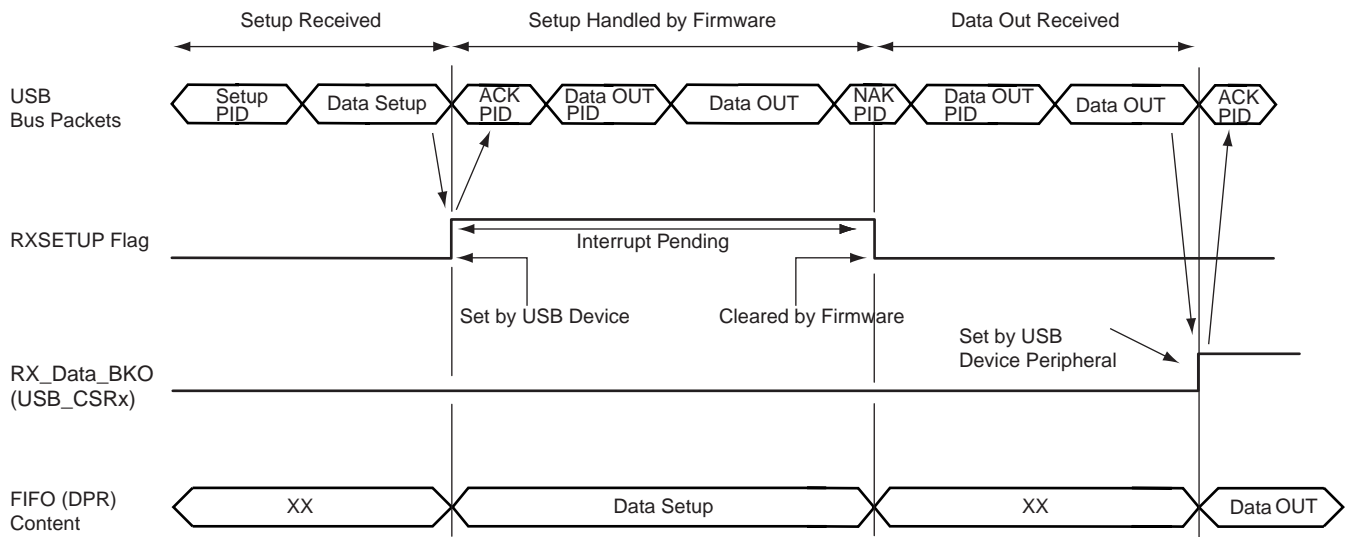 Setup Received
Setup Handled by Firmware
Data Out Received
USB
Bus Packets
Setup
PID
Data Setup
ACK
PID
Data OUT
PID
Data OUT
NAK
PID
Data OUT
PID
Data OUT
ACK
PID
RXSETUP Flag
Interrupt Pending
Set by USB Device
Cleared by Firmware
Set by USB
Device Peripheral
RX_Data_BKO
(USB_CSRx)
FIFO (DPR)
Content
XX
Data Setup
XX
Data OUT